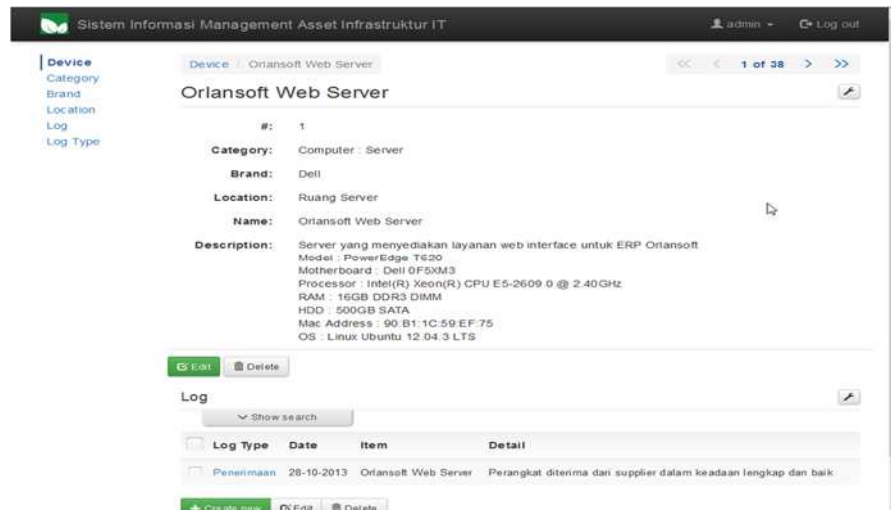 Sistem Informasi Management Asset Infrastruktur IT
admin
Log out
Device
Category
Brand
Location
Log
Log Type
Device / Orlansoft Web Server
<< < 1 of 38 > >>
Orlansoft Web Server
#: 1
Category: Computer : Server
Brand: Dell
Location: Ruang Server
Name: Orlansoft Web Server
Description: Server yang menyediakan layanan web interface untuk ERP Orlansoft
Model : PowerEdge T620
Motherboard : Dell 0F5XM3
Processor : Intel(R) Xeon(R) CPU E5-2609 0 @ 2.40GHz
RAM : 16GB DDR3 DIMM
HDD : 500GB SATA
Mac Address : 90:B1:1C:59:EF:75
OS : Linux Ubuntu 12.04.3 LTS
Edit Delete
Log
Show search
Log Type Date Item Detail
Penerimaan 28-10-2013 Orlansoft Web Server Perangkat diterima dari supplier dalam keadaan lengkap dan baik
+ Create new Edit Delete